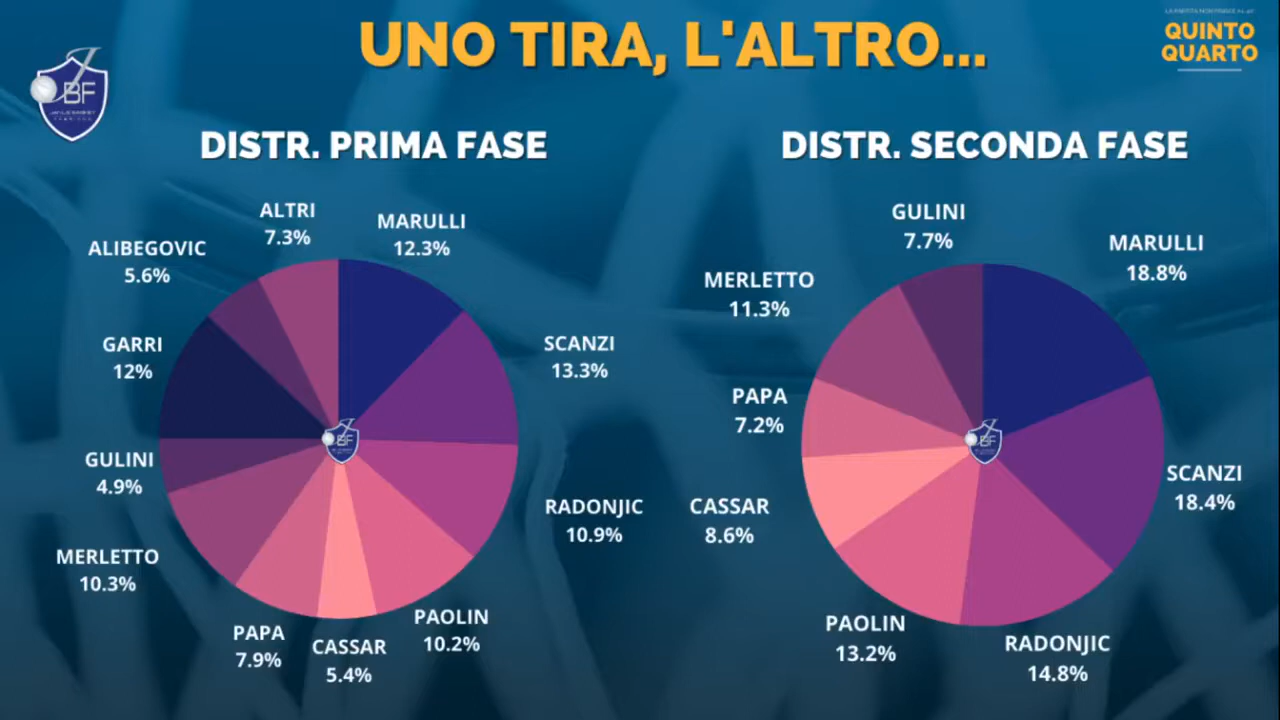 UNO TIRA, L'ALTRO...
QUINTO
QUARTO
BF
DISTR. PRIMA FASE
ALTRI
7.3%
MARULLI
12.3%
ALIBEGOVIC
5.6%
SCANZI
13.3%
GARRI
12%
GULINI
4.9%
RADONJIC
10.9%
MERLETTO
10.3%
PAOLIN
10.2%
PAPA
7.9%
CASSAR
5.4%
BF
DISTR. SECONDA FASE
GULINI
7.7%
MARULLI
18.8%
MERLETTO
11.3%
PAPA
7.2%
SCANZI
18.4%
CASSAR
8.6%
PAOLIN
13.2%
RADONJIC
14.8%
BF